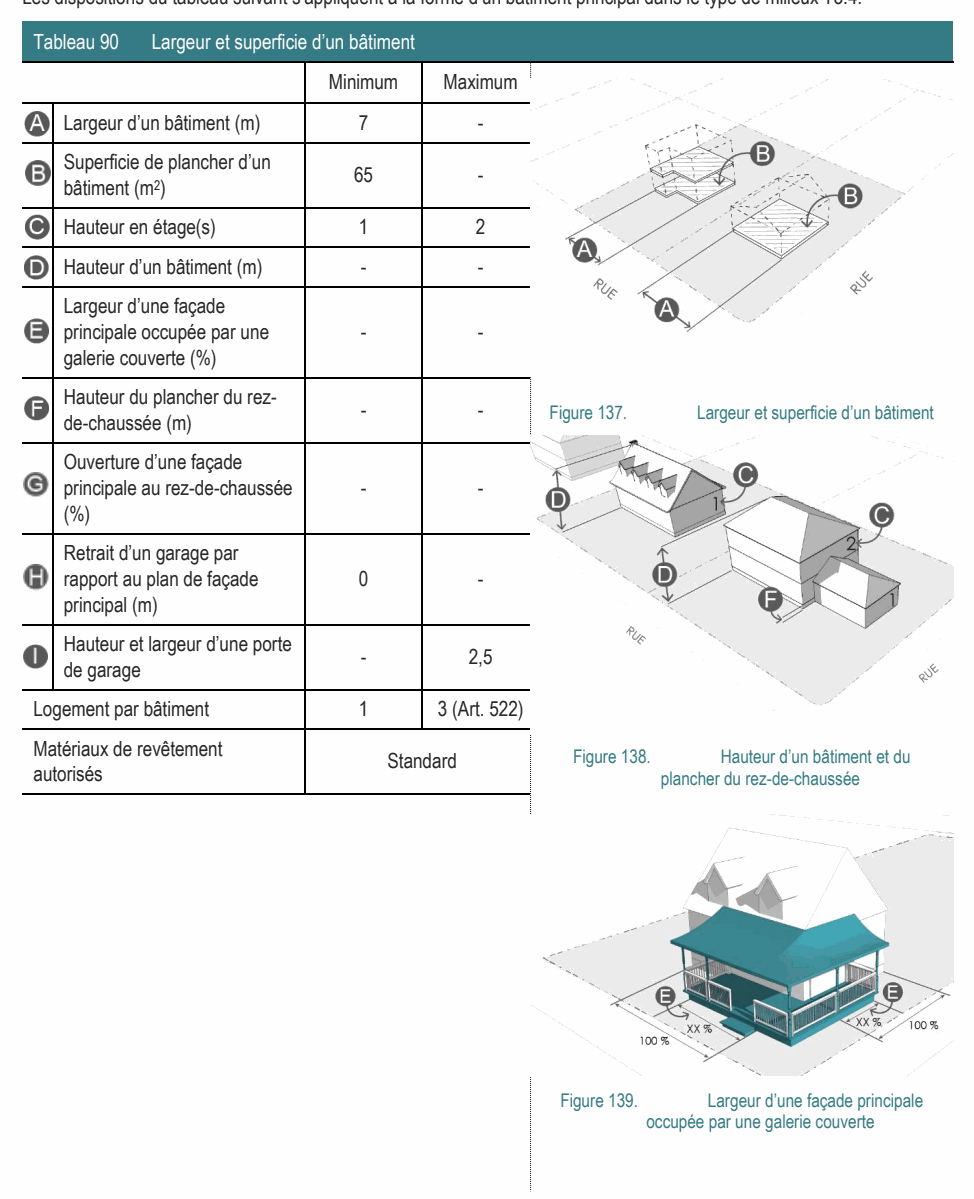 Les dispositions du tableau suivant s'appliquent à la forme d'un bâtiment principal dans le type de milieux T3.4.
Tableau 90 Largeur et superficie d'un bâtiment
Minimum Maximum
A Largeur d'un bâtiment (m) 7 -
B Superficie de plancher d'un
bâtiment (m2) 65 -
C Hauteur en étage(s) 1 2
D Hauteur d'un bâtiment (m) - -
E Largeur d'une façade
principale occupée par une
galerie couverte (%) - -
F Hauteur du plancher du rez-
de-chaussée (m) - -
G Ouverture d'une façade
principale au rez-de-chaussée
(%) - -
H Retrait d'un garage par
rapport au plan de façade
principal (m) 0 -
I Hauteur et largeur d'une porte
de garage - 2,5
Logement par bâtiment 1 3 (Art. 522)
Matériaux de revêtement
autorisés Standard
B
B
A
RUE
RUE
A
Figure 137. Largeur et superficie d'un bâtiment
C
D
1
C
2
D
F
1
RUE
RUE
Figure 138. Hauteur d'un bâtiment et du
plancher du rez-de-chaussée
E
E
XX %
XX %
100 %
100 %
Figure 139. Largeur d'une façade principale
occupée par une galerie couverte